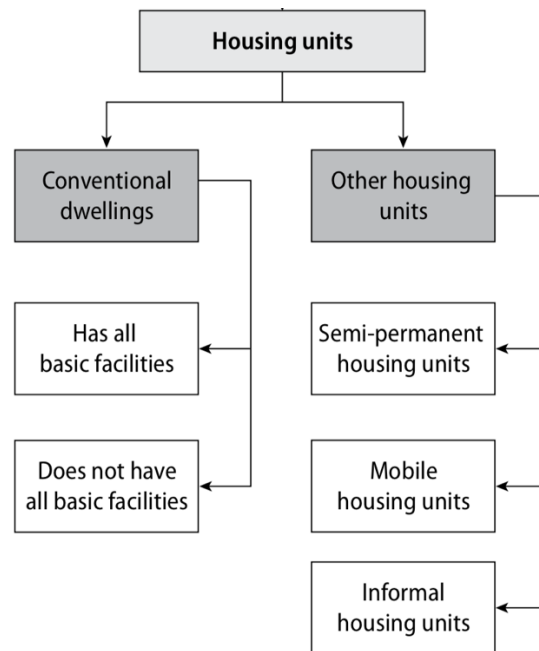 Housing units
Conventional
dwellings
Has all
basic facilities
Does not have
all basic facilities
Other housing
units
Semi-permanent
housing units
Mobile
housing units
Informal
housing units